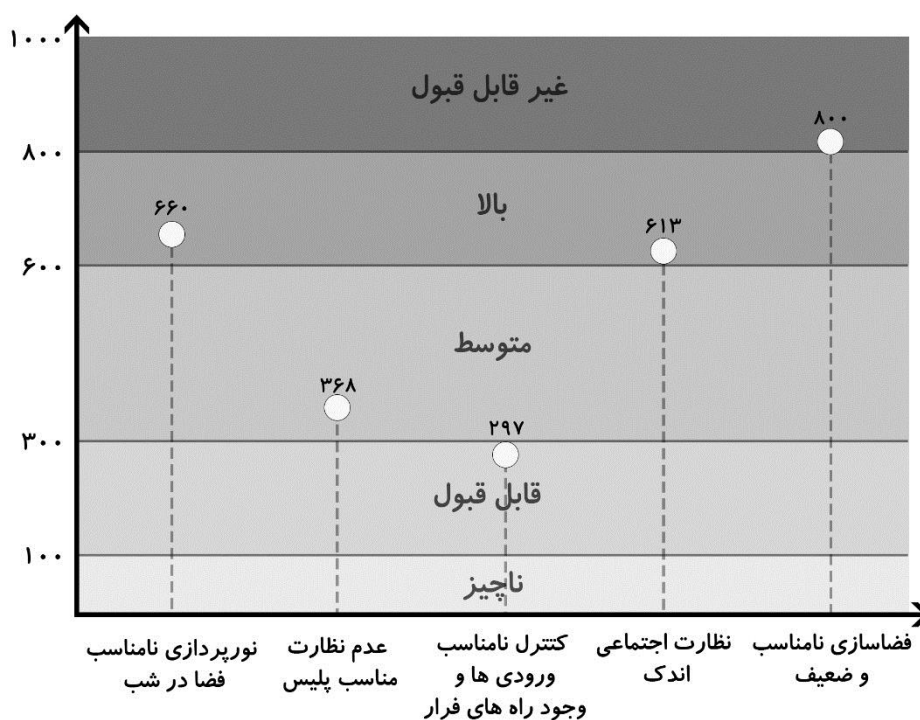 ۱۰۰۰
غیر قابل قبول
۸۰۰
۸۰۰
بالا
۶۶۰
۶۱۳
۶۰۰
متوسط
۳۶۸
۲۹۷
۳۰۰
قابل قبول
۱۰۰
ناچیز
فضاسازی نامناسب
و ضعیف
نظارت اجتماعی
اندک
کنترل نامناسب
ورودی ها و
وجود راه های فرار
عدم نظارت
مناسب پلیس
نورپردازی نامناسب
فضا در شب